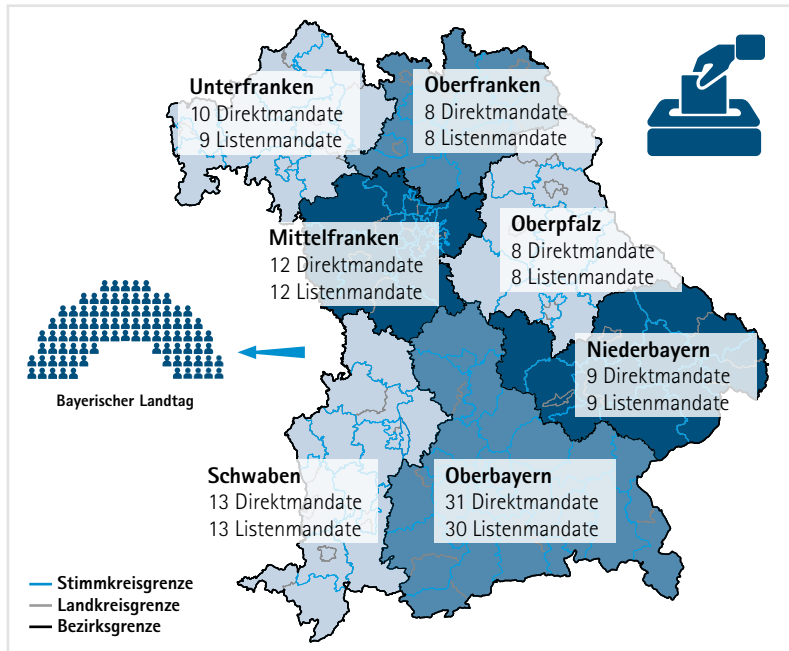 Unterfranken
10 Direktmandate
9 Listenmandate
Oberfranken
8 Direktmandate
8 Listenmandate
Mittelfranken
12 Direktmandate
12 Listenmandate
Oberpfalz
8 Direktmandate
8 Listenmandate
Niederbayern
9 Direktmandate
9 Listenmandate
Bayerischer Landtag
Schwaben
13 Direktmandate
13 Listenmandate
Oberbayern
31 Direktmandate
30 Listenmandate
Stimmkreisgrenze
Landkreisgrenze
Bezirksgrenze